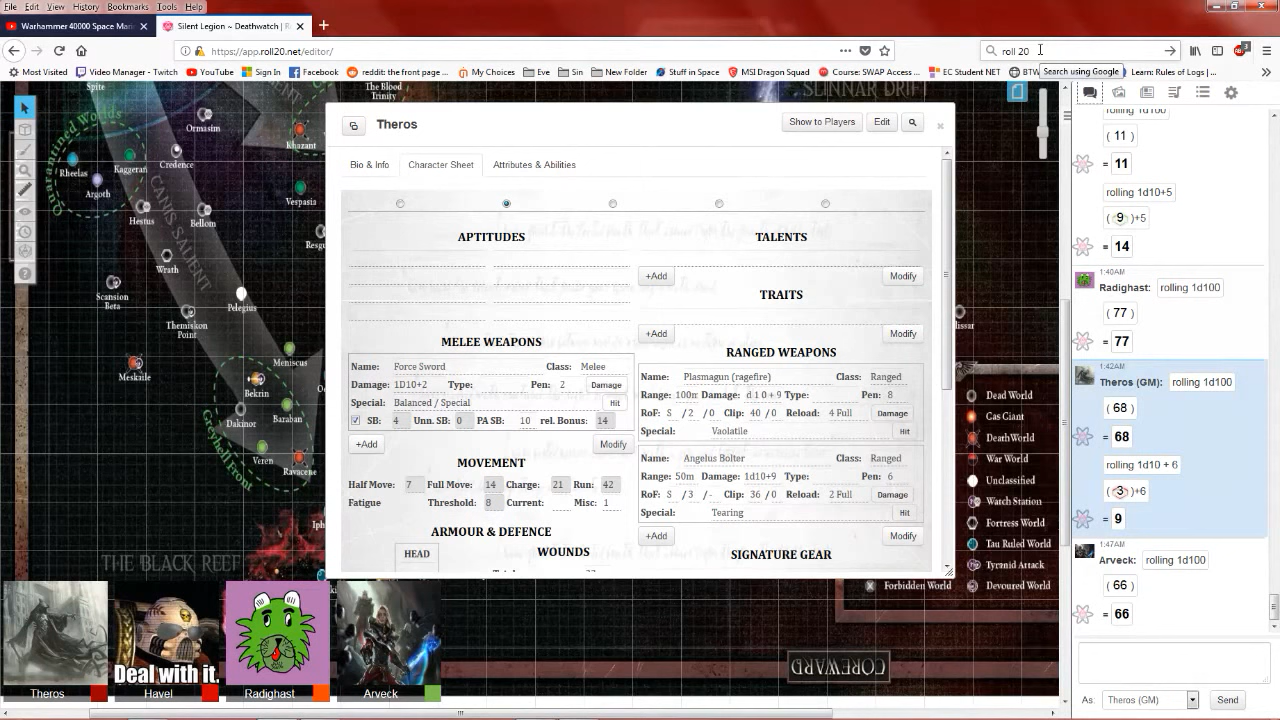 File Edit View History Bookmarks Tools Help
Warhammer 40000 Space Man
Silent Legion ~ Deathwatch | R
https://app.roll20.net/editor/
roll 20
Search using Google
Most Visited Video Manager - Twitch YouTube Sign In Facebook/ reddit: the front page ... My Choices Eve Sin New Folder Stuff in Space MSI Dragon Squad Course: SWAP Access ... EC Student NET BTW Learn: Rules of Logs (...
Spite
The Blood Trinity
SLINNAR DRIFT
Quarantined Worlds
Ormasim
Khazant
Credence
Rheelas
Kaggeran
Argoth
CANIS SALIENT
Vespasia
Hestus
Bellom
Resgu
Wrath
Scansion Beta
Pelegius
Themiskon Point
Meniscus
Meskaile
Bekrin
Dakinor
Baraban
Greyhell Front
Veren
Ravacene
Iph
THE BLACK REEF
Theros
Show to Players
Edit
Bio & Info
Character Sheet
Attributes & Abilities
APTITUDES
TALENTS
+Add
Modify
TRAITS
+Add
Modify
MELEE WEAPONS
Name: Force Sword Class: Melee
Damage: 1D10+2 Type: Pen: 2 Damage
Special: Balanced / Special Hit
SB: 4 Unn. SB: 0 PA SB: 10 rel. Bonus: 14
+Add
Modify
RANGED WEAPONS
Name: Plasmagun (ragefire) Class: Ranged
Range: 100m Damage: d 1 0 + 9 Type: Pen: 8
RoF: S / 2 / 0 Clip: 40 / 0 Reload: 4 Full Damage
Special: Vaolatile Hit
Name: Angelus Bolter Class: Ranged
Range: 50m Damage: 1d10+9 Type: Pen: 6
RoF: S / 3 / - Clip: 36 / 0 Reload: 2 Full Damage
Special: Tearing Hit
+Add
Modify
MOVEMENT
Half Move: 7 Full Move: 14 Charge: 21 Run: 42
Fatigue Threshold: 8 Current: Misc: 1
ARMOUR & DEFENCE
HEAD
WOUNDS
SIGNATURE GEAR
lissar
Dead World
Gas Giant
Death World
War World
Unclassified
Watch Station
Fortress World
Tau Ruled World
Tyranid Attack
Devoured World
Forbidden World
COREWARD
Theros
Deal with it.
Havel
Radighast
Arveck
rolling 1d100
( 11 )
= 11
rolling 1d10+5
( 9 )+5
= 14
1:40AM
Radighast: rolling 1d100
( 77 )
= 77
1:42AM
Theros (GM): rolling 1d100
( 68 )
= 68
rolling 1d10 + 6
( 3 )+6
= 9
1:47AM
Arveck: rolling 1d100
( 66 )
= 66
As: Theros (GM)
Send